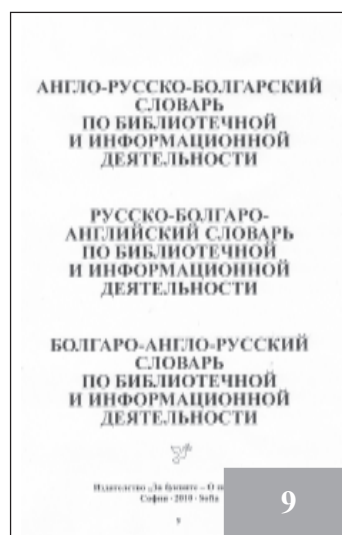 АНГЛО-РУССКО-БОЛГАРСКИЙ
СЛОВАРЬ
ПО БИБЛИОТЕЧНОЙ
И ИНФОРМАЦИОННОЙ
ДЕЯТЕЛЬНОСТИ
РУССКО-БОЛГАРО-
АНГЛИЙСКИЙ СЛОВАРЬ
ПО БИБЛИОТЕЧНОЙ
И ИНФОРМАЦИОННОЙ
ДЕЯТЕЛЬНОСТИ
БОЛГАРО-АНГЛО-РУССКИЙ
СЛОВАРЬ
ПО БИБЛИОТЕЧНОЙ
И ИНФОРМАЦИОННОЙ
ДЕЯТЕЛЬНОСТИ
Издателство „За буквите – О
София · 2010 · Sofia
9